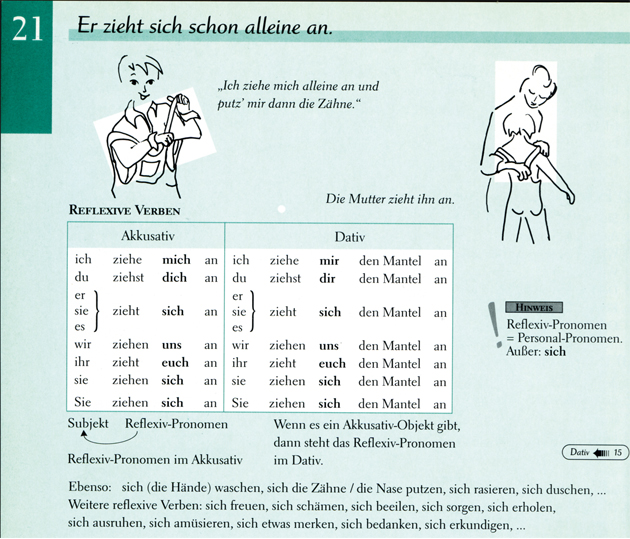 21
Er zieht sich schon alleine an.
„Ich ziehe mich alleine an und
putz’ mir dann die Zähne.“
Die Mutter zieht ihn an.
REFLEXIVE VERBEN
Akkusativ Dativ
ich ziehe mich an ich ziehe mir den Mantel an
du ziehst dich an du ziehst dir den Mantel an
er er
sie zieht sich an sie zieht sich den Mantel an
es es
wir ziehen uns an wir ziehen uns den Mantel an
ihr zieht euch an ihr zieht euch den Mantel an
sie ziehen sich an sie ziehen sich den Mantel an
Sie ziehen sich an Sie ziehen sich den Mantel an
! HINWEIS
Reflexiv-Pronomen
= Personal-Pronomen.
Außer: sich
Subjekt Reflexiv-Pronomen
Reflexiv-Pronomen im Akkusativ
Wenn es ein Akkusativ-Objekt gibt,
dann steht das Reflexiv-Pronomen
im Dativ.
Dativ 15
Ebenso: sich (die Hände) waschen, sich die Zähne / die Nase putzen, sich rasieren, sich duschen, ...
Weitere reflexive Verben: sich freuen, sich schämen, sich beeilen, sich sorgen, sich erholen,
sich ausruhen, sich amüsieren, sich etwas merken, sich bedanken, sich erkundigen, ...